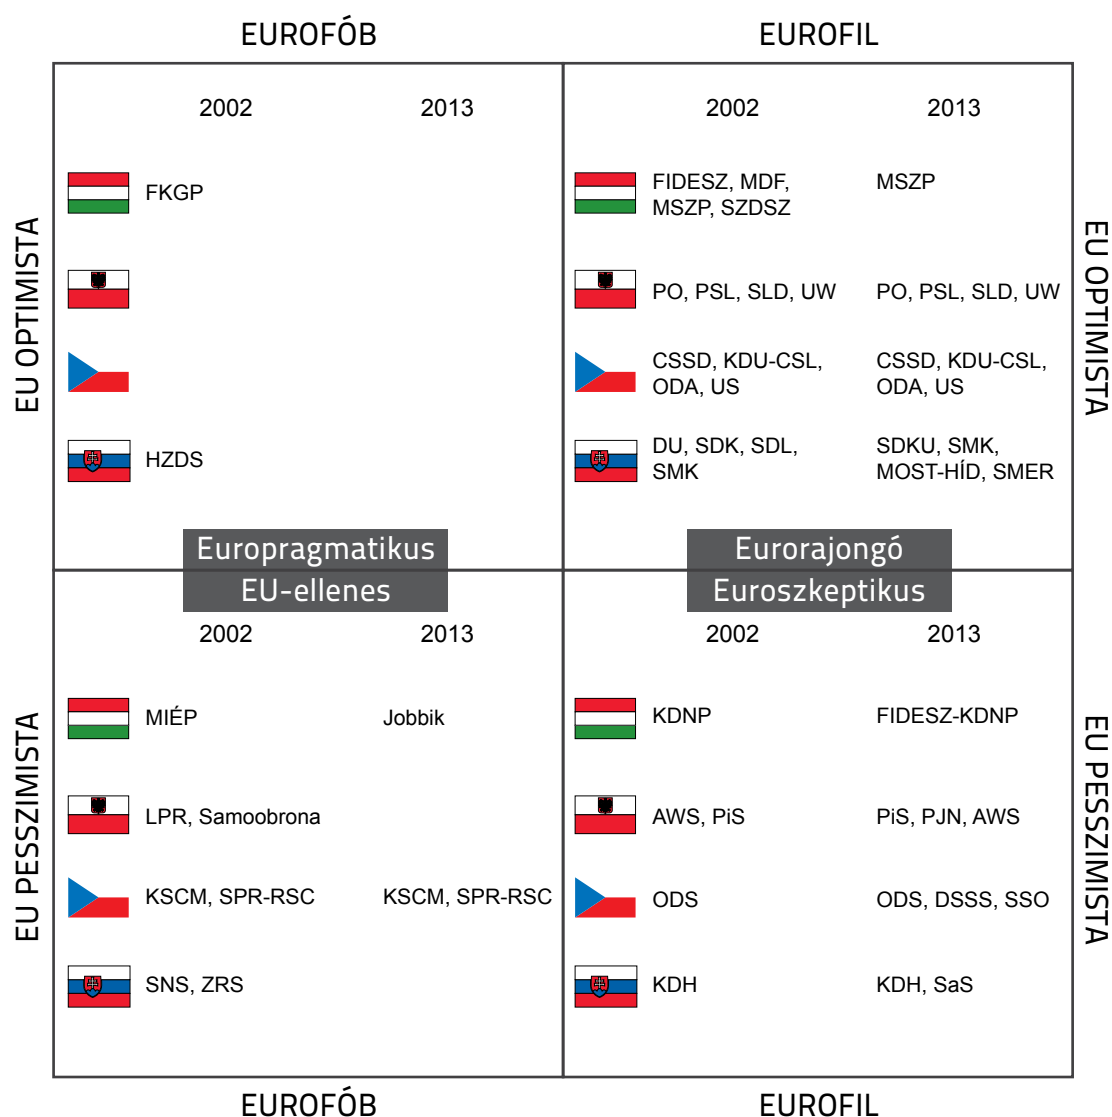 EUROFÓB
EUROFIL
EU OPTIMISTA
2002
2013
FKGP
HZDS
Europragmatikus
2002
2013
FIDESZ, MDF,
MSZP, SZDSZ
MSZP
PO, PSL, SLD, UW
PO, PSL, SLD, UW
CSSD, KDU-CSL,
ODA, US
CSSD, KDU-CSL,
ODA, US
DU, SDK, SDL,
SMK
SDKU, SMK,
MOST-HÍD, SMER
Eurorajongó
EU OPTIMISTA
EU PESSZIMISTA
EU-ellenes
2002
2013
MIÉP
Jobbik
LPR, Samoobrona
KSCM, SPR-RSC
KSCM, SPR-RSC
SNS, ZRS
Euroszkeptikus
2002
2013
KDNP
FIDESZ-KDNP
AWS, PiS
PiS, PJN, AWS
ODS
ODS, DSSS, SSO
KDH
KDH, SaS
EU PESSZIMISTA
EUROFÓB
EUROFIL